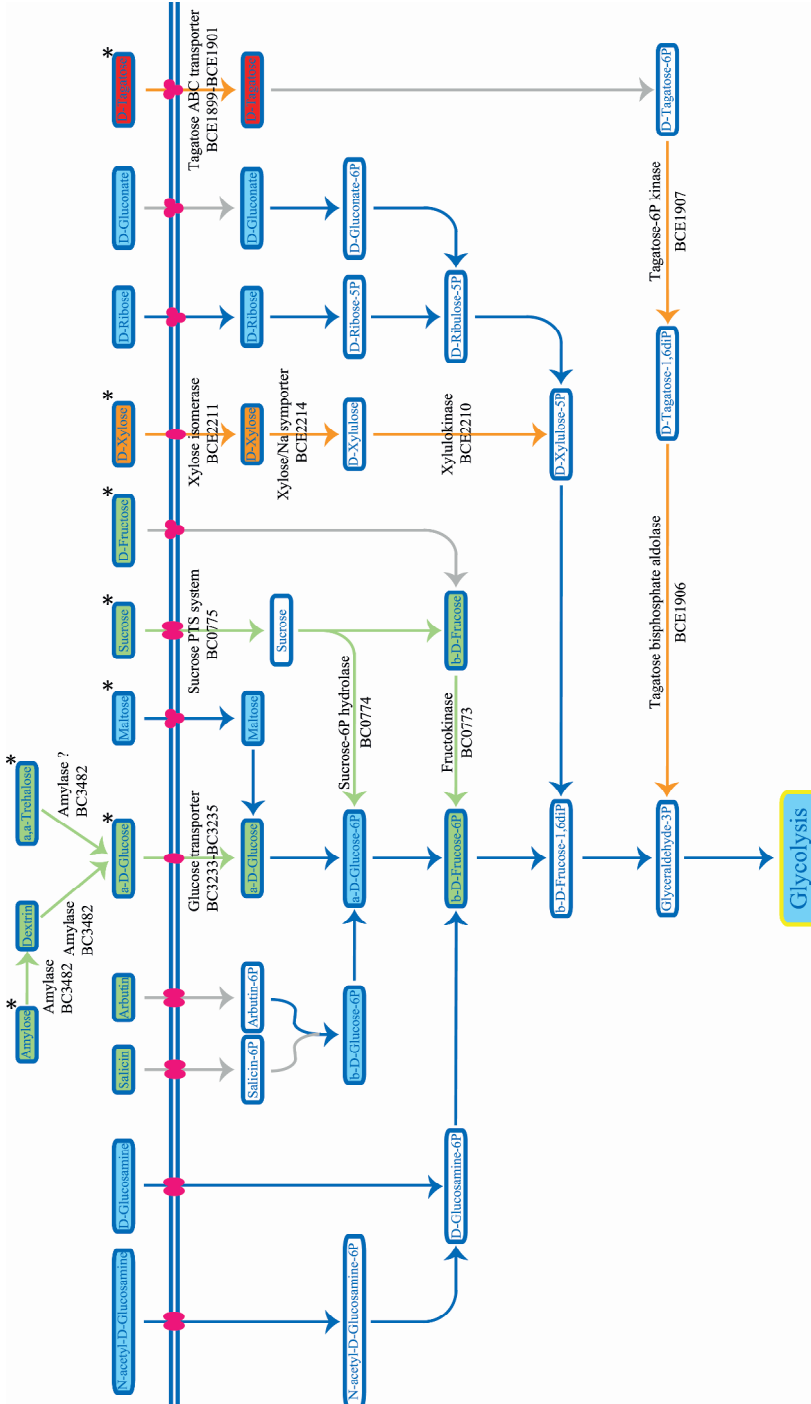 Amylose
*
Dextrin
a,a-Trehalose
*
Amylase
BC3482
Amylase
BC3482
Amylase ?
BC3482
N-acetyl-D-Glucosamine
D-Glucosamine
Salicin
Arbutin
a-D-Glucose
*
Maltose
*
Sucrose
*
D-Fructose
*
D-Xylose
*
D-Ribose
D-Gluconate
D-Tagatose
*
Glucose transporter
BC3233-BC3235
Sucrose PTS system
BC0775
Xylose isomerase
BCE2211
Tagatose ABC transporter
BCE1899-BCE1901
Salicin-6P
Arbutin-6P
a-D-Glucose
Maltose
Sucrose
D-Xylose
D-Ribose
D-Gluconate
D-Tagatose
Xylose/Na symporter
BCE2214
N-acetyl-D-Glucosamine-6P
b-D-Glucose-6P
a-D-Glucose-6P
Sucrose-6P hydrolase
BC0774
D-Xylulose
D-Ribose-5P
D-Gluconate-6P
D-Glucosamine-6P
b-D-Frucose-6P
Fructokinase
BC0773
b-D-Frucose
Xylulokinase
BCE2210
D-Ribulose-5P
b-D-Frucose-1,6diP
D-Xylulose-5P
Glyceraldehyde-3P
Tagatose bisphosphate aldolase
BCE1906
D-Tagatose-1,6diP
Tagatose-6P kinase
BCE1907
D-Tagatose-6P
Glycolysis